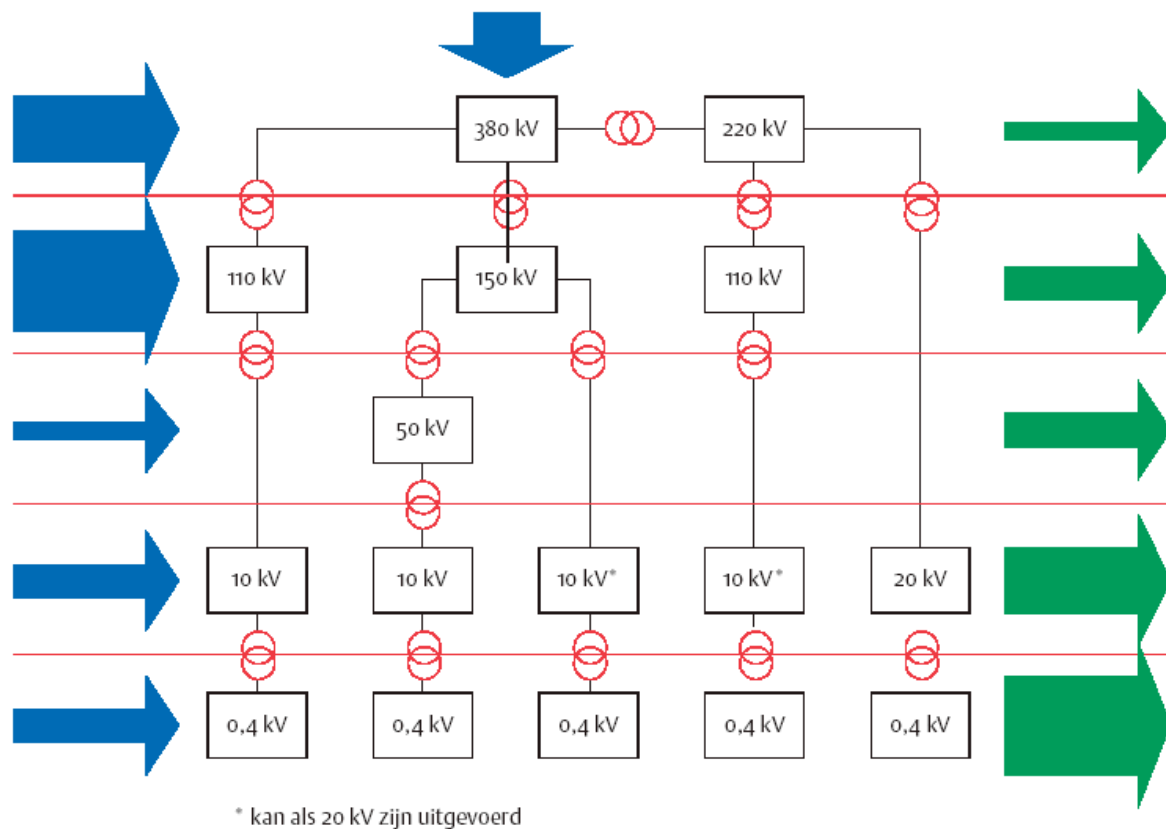 380 kV 220 kV
110 kV 150 kV 110 kV
50 kV
10 kV 10 kV 10 kV* 10 kV* 20 kV
0,4 kV 0,4 kV 0,4 kV 0,4 kV 0,4 kV
* kan als 20 kV zijn uitgevoerd